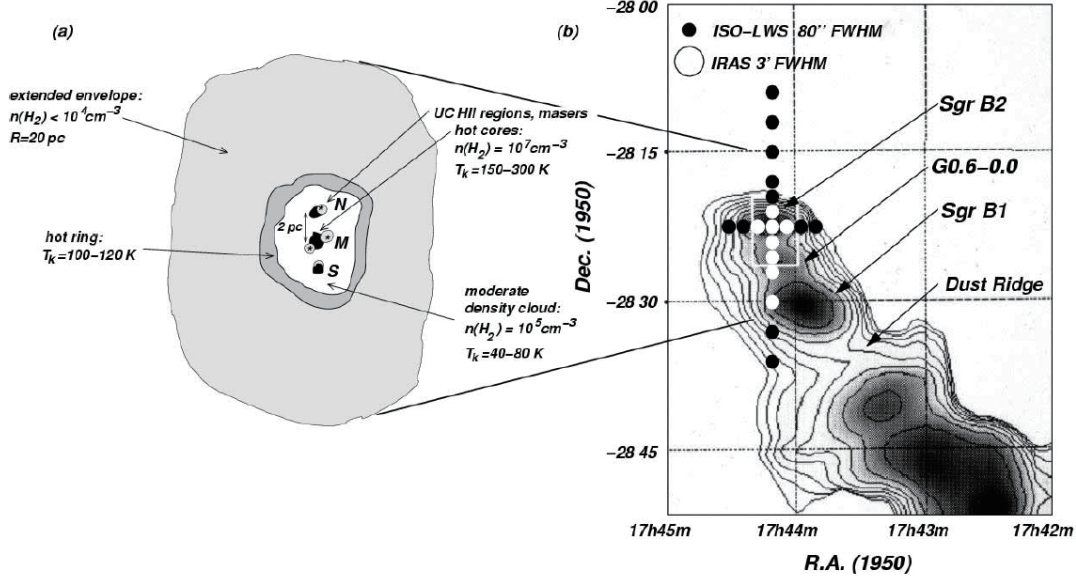 (a)
extended envelope:
n(H2) < 10^4 cm−3
R=20 pc
UC HII regions, masers
hot cores:
n(H2) = 10^7 cm−3
Tk=150−300 K
N
2 pc
M
S
hot ring:
Tk=100−120 K
moderate
density cloud:
n(H2) = 10^5 cm−3
Tk=40−80 K
(b)
ISO−LWS 80'' FWHM
IRAS 3' FWHM
Sgr B2
G0.6−0.0
Sgr B1
Dust Ridge
−28 00
−28 15
−28 30
−28 45
Dec. (1950)
17h45m
17h44m
17h43m
17h42m
R.A. (1950)